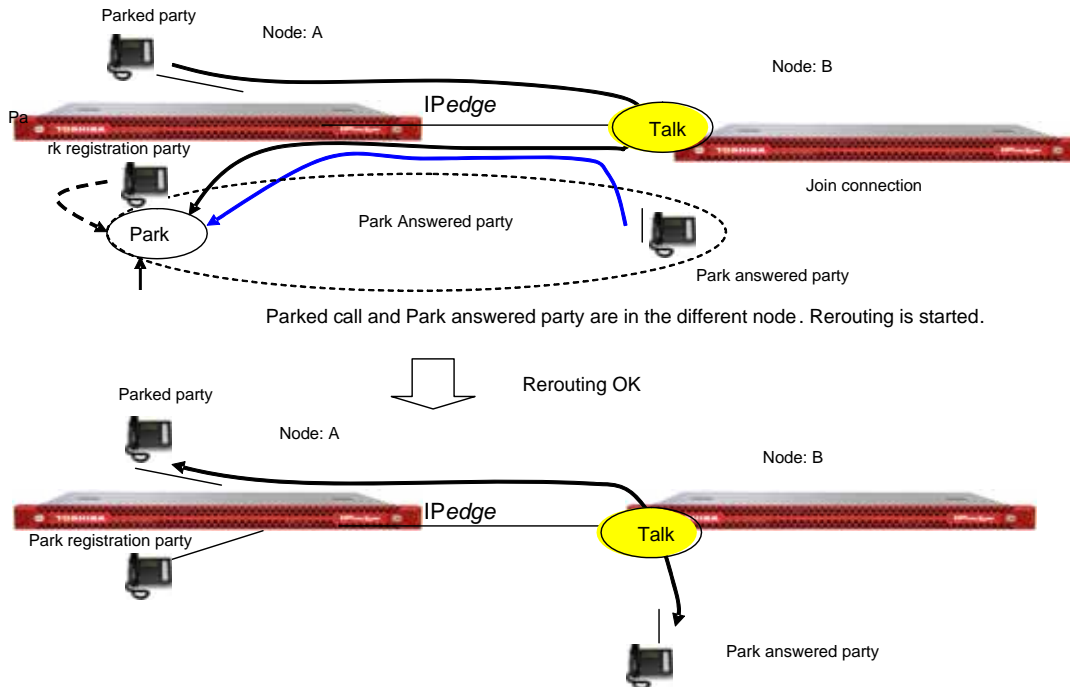 Parked party
Node: A
Node: B
IPedge
Pa
TOSHIBA
Talk
rk registration party
Join connection
Park Answered party
Park
Park answered party
Parked call and Park answered party are in the different node. Rerouting is started.
Rerouting OK
Parked party
Node: A
Node: B
IPedge
TOSHIBA
Talk
Park registration party
Park answered party